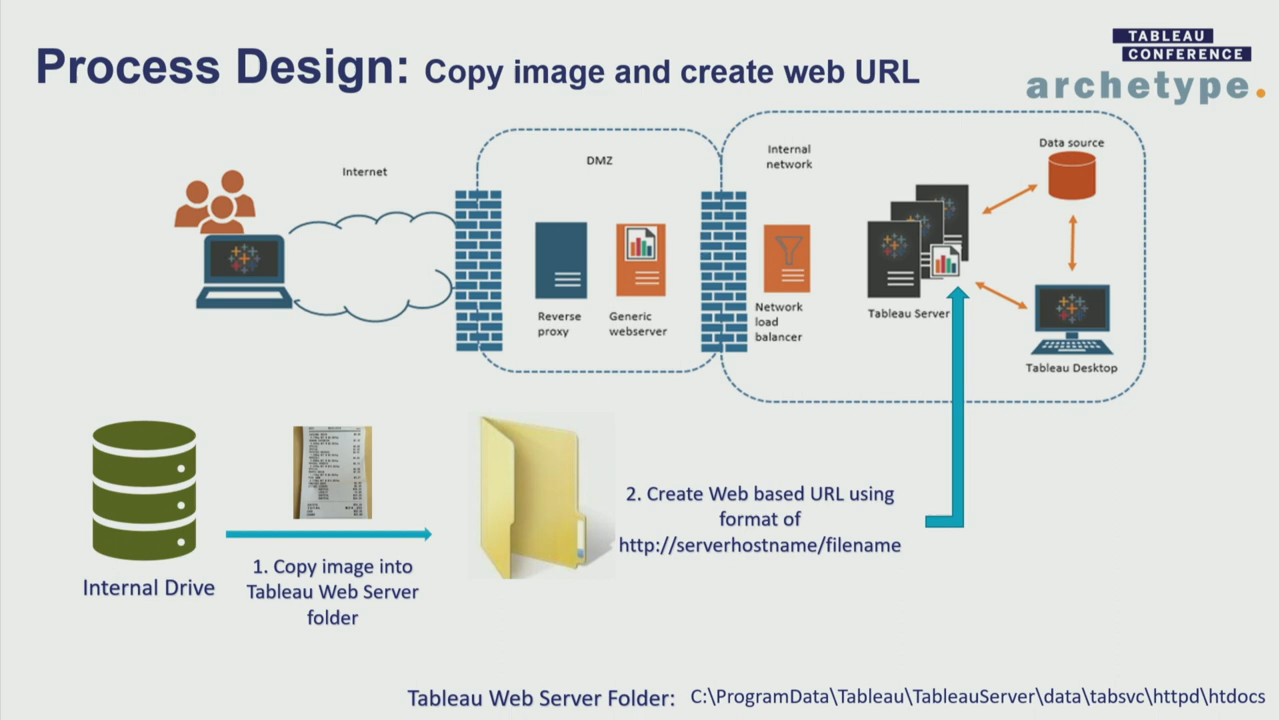 Process Design: Copy image and create web URL
TABLEAU
CONFERENCE
archetype.
Internet
DMZ
Internal
network
Data source
Reverse
proxy
Generic
webserver
Network
load
balancer
Tableau Server
Tableau Desktop
Internal Drive
1. Copy image into
Tableau Web Server
folder
2. Create Web based URL using
format of
http://serverhostname/filename
Tableau Web Server Folder: C:\ProgramData\Tableau\TableauServer\data\tabsvc\httpd\htdocs